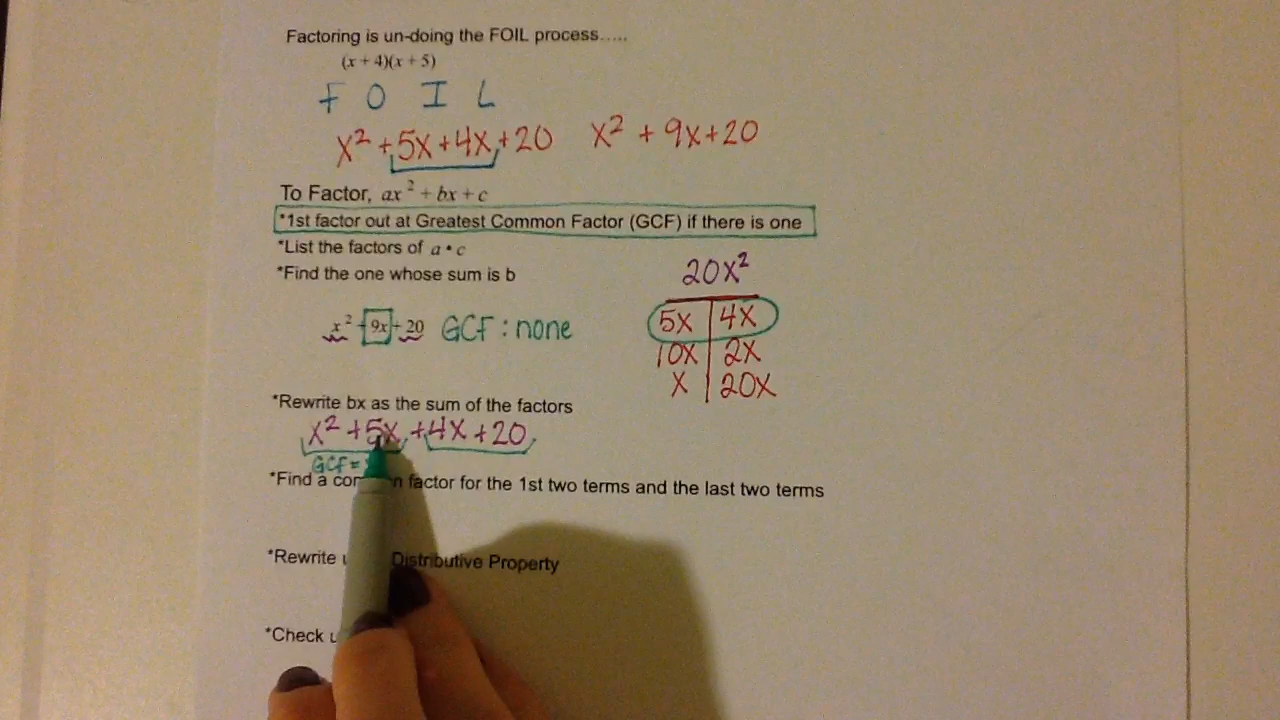 Factoring is un-doing the FOIL process.....
(x + 4)(x + 5)
F O I L
x² + 5x + 4x + 20 x² + 9x + 20
To Factor, ax² + bx + c
*1st factor out at Greatest Common Factor (GCF) if there is one
*List the factors of a • c
*Find the one whose sum is b
20x²
5x 4x
10x 2x
x 20x
x² + 9x + 20 GCF : none
*Rewrite bx as the sum of the factors
x² + 5x + 4x + 20
GCF =
*Find a factor for the 1st two terms and the last two terms
*Rewrite Distributive Property
*Check